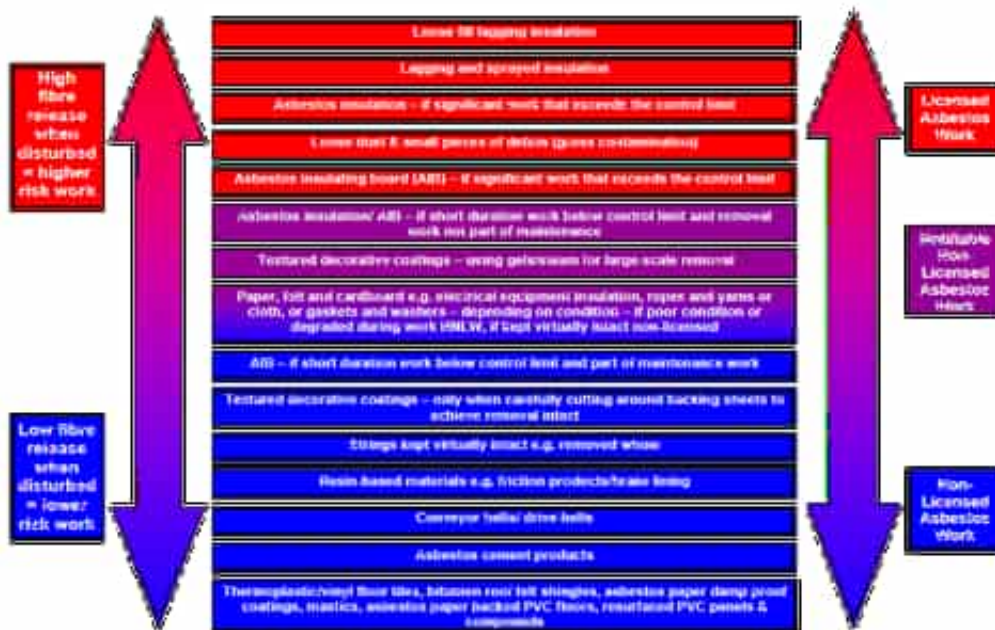 Loose fill lagging insulation
Lagging and sprayed insulation
Asbestos insulation – if significant work that exceeds the control limit
Loose dust & small pieces of debris (gross contamination)
Asbestos insulating board (AIB) – if significant work that exceeds the control limit
Asbestos insulation/ AIB – if short duration work below control limit and removal
work not part of maintenance
Textured decorative coatings – using gels/steam for large scale removal
Paper, felt and cardboard e.g. electrical equipment insulation, ropes and yarns or
cloth, or gaskets and washers – depending on condition – if poor condition or
degraded during work NNLW, if kept virtually intact non-licensed
AIB – if short duration work below control limit and part of maintenance work
Textured decorative coatings – only when carefully cutting around backing sheets to
achieve removal intact
Strings kept virtually intact e.g. removed whole
Resin-based materials e.g. friction products/brake lining
Conveyor belts/ drive belts
Asbestos cement products
Thermoplastic/vinyl floor tiles, bitumen roof felt shingles, asbestos paper damp proof
coatings, mastics, asbestos paper backed PVC floors, resurfaced PVC panels &
compounds
High
fibre
release
when
disturbed
= higher
risk work
Low fibre
release
when
disturbed
= lower
risk work
Licensed
Asbestos
Work
Notifiable
Non-
Licensed
Asbestos
Work
Non-
Licensed
Asbestos
Work